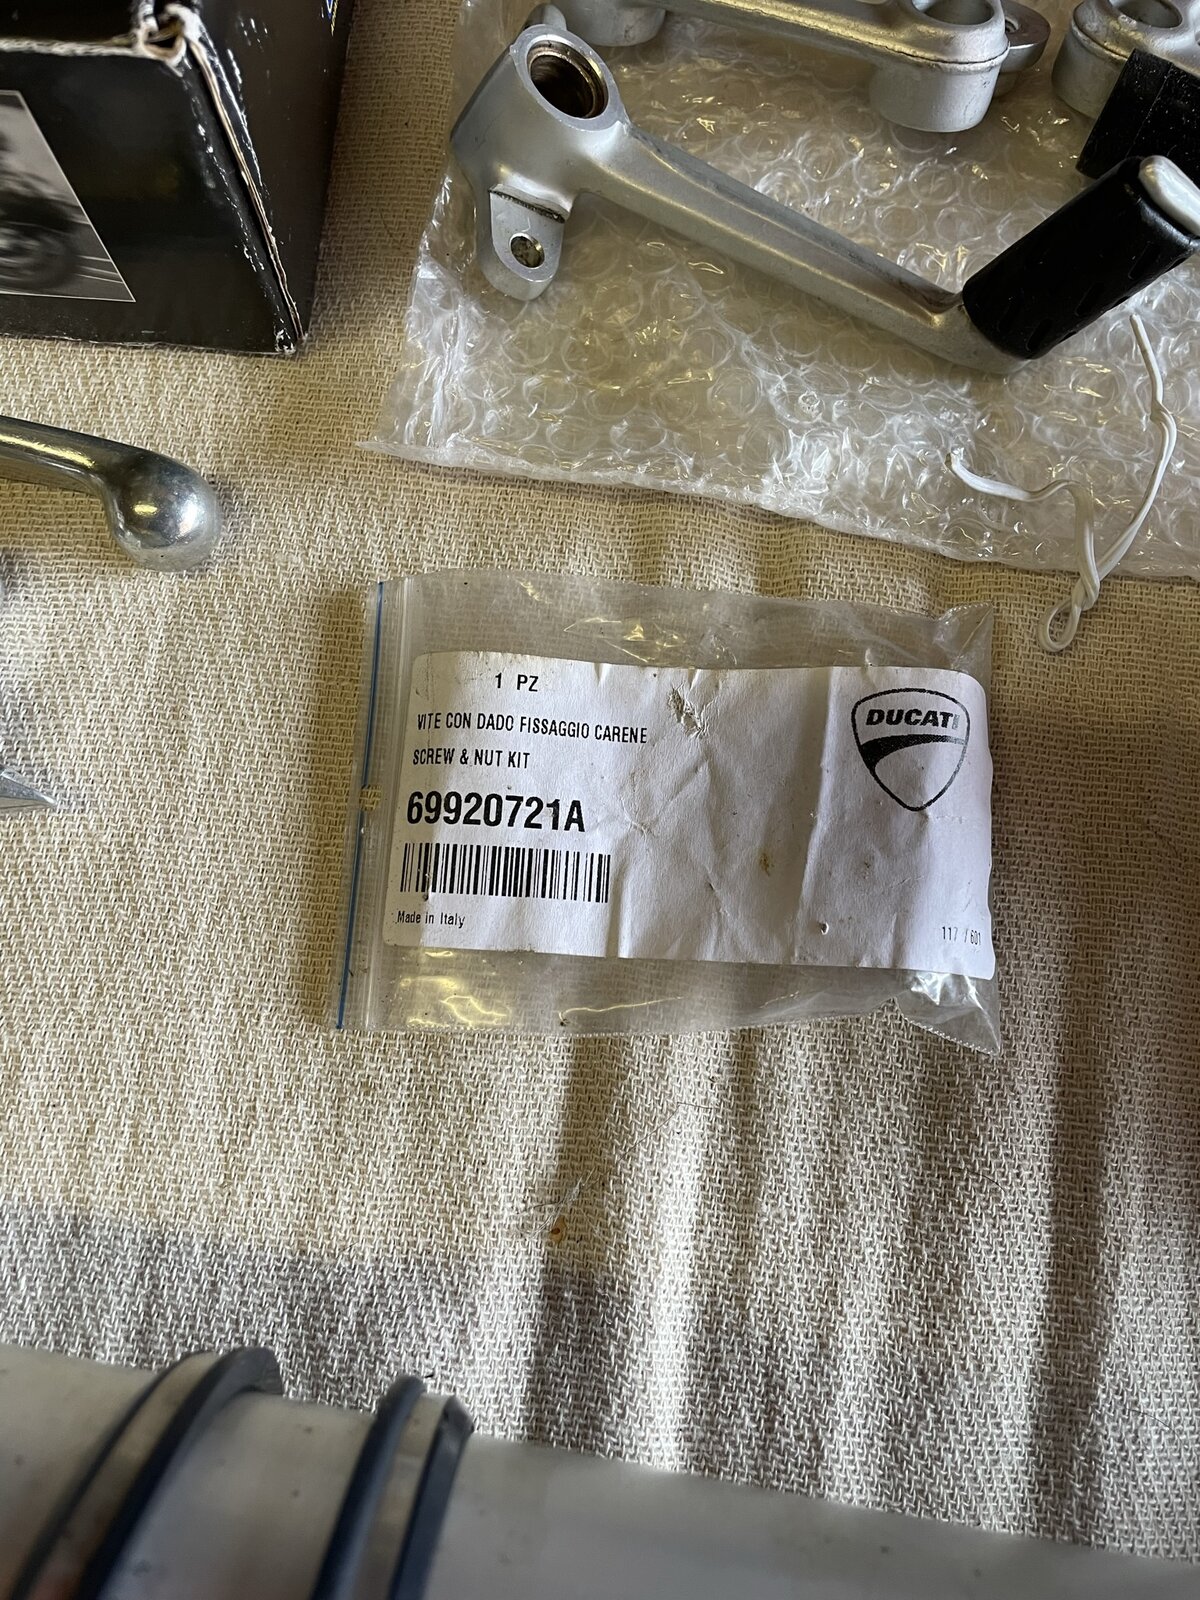 1 PZ
VITE CON DADO FISSAGGIO CARENE
SCREW & NUT KIT
69920721A
Made in Italy
DUCATI
117 / 601